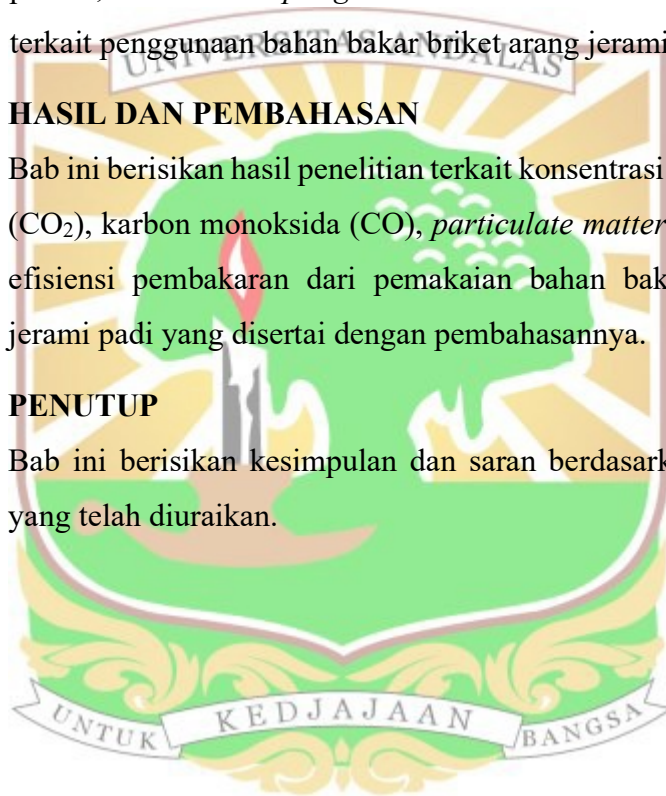 terkait penggunaan bahan bakar briket arang jerami
UNIVERSITAS ANDALAS
HASIL DAN PEMBAHASAN
Bab ini berisikan hasil penelitian terkait konsentrasi
(CO₂), karbon monoksida (CO), particulate matter
efisiensi pembakaran dari pemakaian bahan bak
jerami padi yang disertai dengan pembahasannya.
PENUTUP
Bab ini berisikan kesimpulan dan saran berdasark
yang telah diuraikan.
UNTUK KEDJAJAAN BANGSA